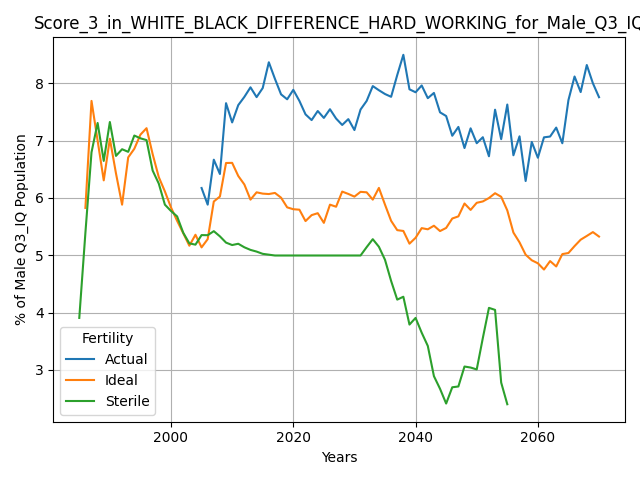 Score_3_in_WHITE_BLACK_DIFFERENCE_HARD_WORKING_for_Male_Q3_IQ
% of Male Q3_IQ Population
8
7
6
5
4
3
Fertility
Actual
Ideal
Sterile
2000 2020 2040 2060
Years